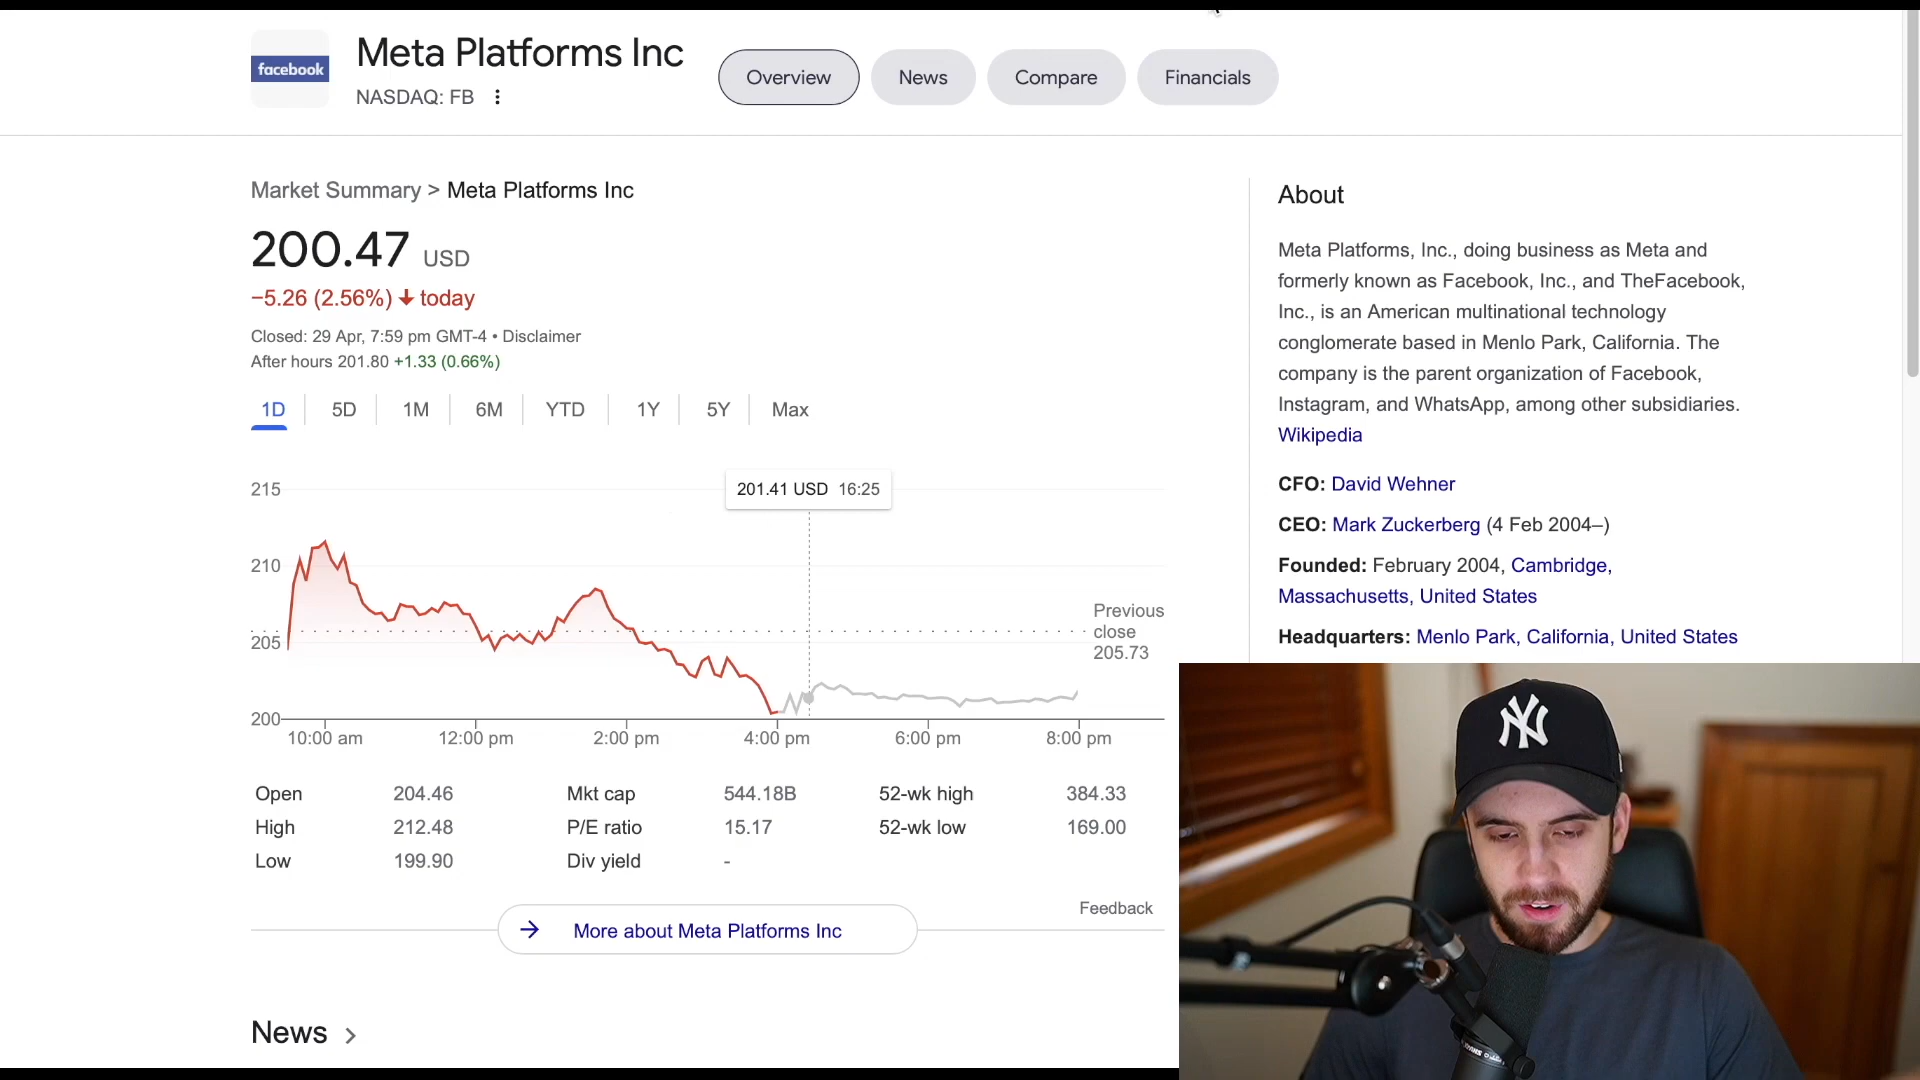 facebook
Meta Platforms Inc
NASDAQ: FB
Overview
News
Compare
Financials
Market Summary > Meta Platforms Inc
200.47 USD
−5.26 (2.56%) ↓ today
Closed: 29 Apr, 7:59 pm GMT-4 • Disclaimer
After hours 201.80 +1.33 (0.66%)
1D 5D 1M 6M YTD 1Y 5Y Max
201.41 USD 16:25
215
210
205
200
Previous
close
205.73
10:00 am 12:00 pm 2:00 pm 4:00 pm 6:00 pm 8:00 pm
Open 204.46 Mkt cap 544.18B 52-wk high 384.33
High 212.48 P/E ratio 15.17 52-wk low 169.00
Low 199.90 Div yield -
Feedback
More about Meta Platforms Inc
News
About
Meta Platforms, Inc., doing business as Meta and
formerly known as Facebook, Inc., and TheFacebook,
Inc., is an American multinational technology
conglomerate based in Menlo Park, California. The
company is the parent organization of Facebook,
Instagram, and WhatsApp, among other subsidiaries.
Wikipedia
CFO: David Wehner
CEO: Mark Zuckerberg (4 Feb 2004–)
Founded: February 2004, Cambridge,
Massachusetts, United States
Headquarters: Menlo Park, California, United States
NY